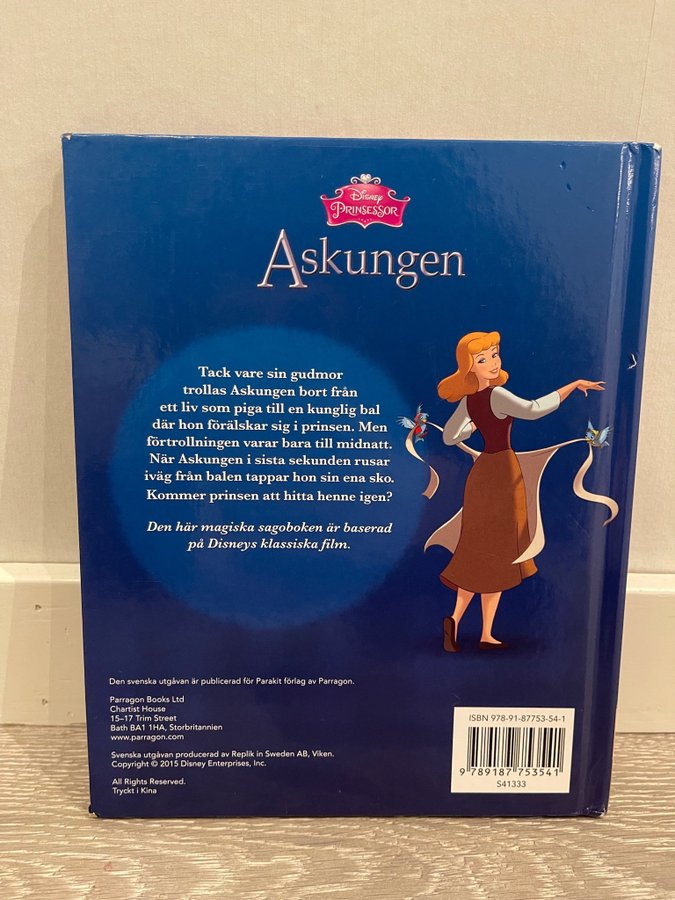 Disney
PRINSESSOR
Askungen
Tack vare sin gudmor
trollas Askungen bort från
ett liv som piga till en kunglig bal
där hon förälskar sig i prinsen. Men
förtrollningen varar bara till midnatt.
När Askungen i sista sekunden rusar
iväg från balen tappar hon sin ena sko.
Kommer prinsen att hitta henne igen?
Den här magiska sagoboken är baserad
på Disneys klassiska film.
Den svenska utgåvan är publicerad för Parakit förlag av Parragon.
Parragon Books Ltd
Chartist House
15–17 Trim Street
Bath BA1 1HA, Storbritannien
www.parragon.com
Svenska utgåvan producerad av Replik in Sweden AB, Viken.
Copyright © 2015 Disney Enterprises, Inc.
All Rights Reserved.
Tryckt i Kina
ISBN 978-91-87753-54-1
9 789187 753541
S41333